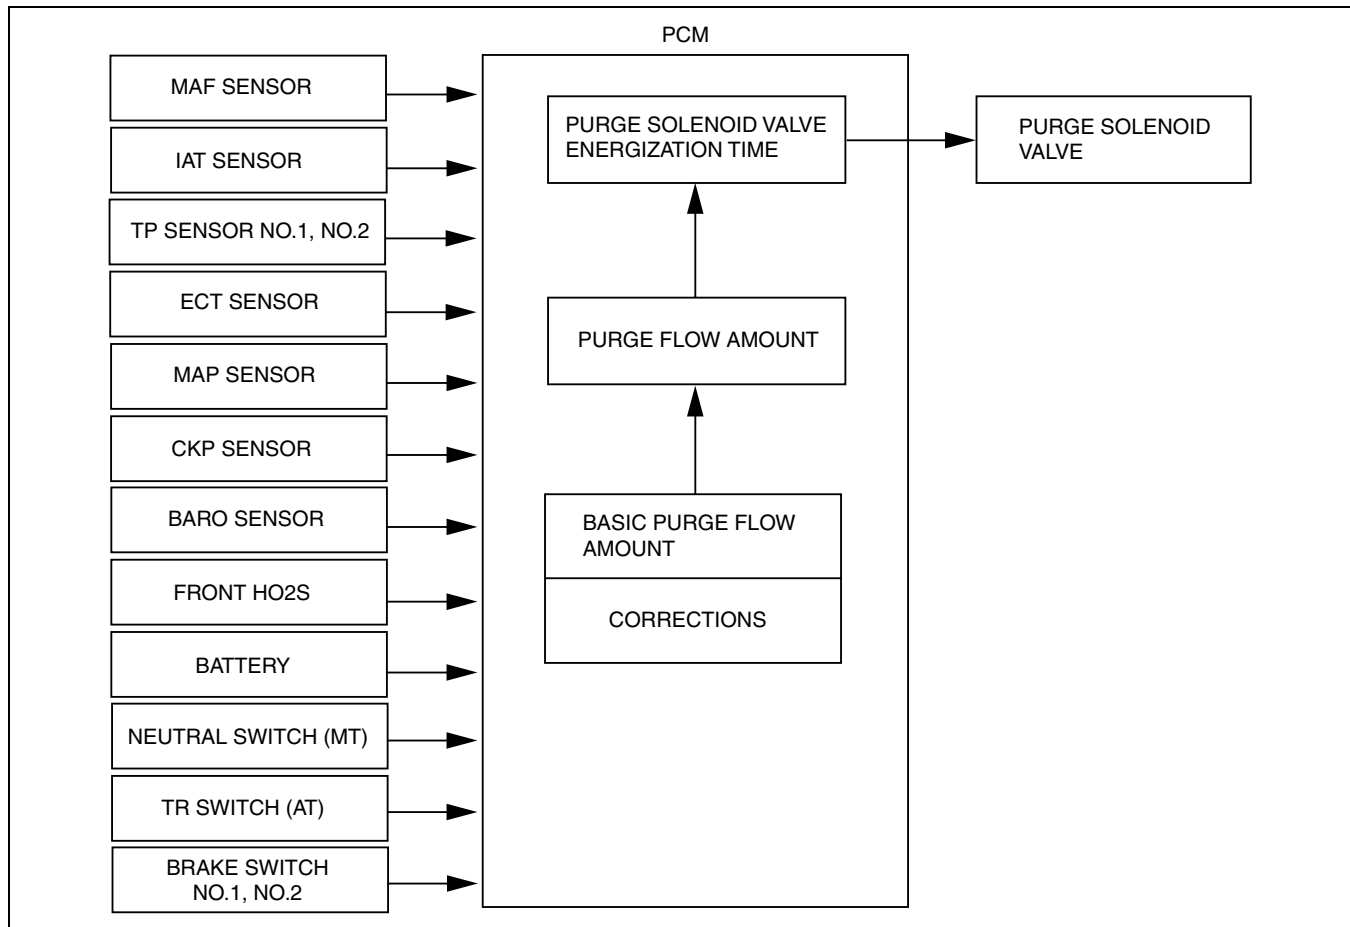 PCM
MAF SENSOR
IAT SENSOR
TP SENSOR NO.1, NO.2
ECT SENSOR
MAP SENSOR
CKP SENSOR
BARO SENSOR
FRONT HO2S
BATTERY
NEUTRAL SWITCH (MT)
TR SWITCH (AT)
BRAKE SWITCH
NO.1, NO.2
PURGE SOLENOID VALVE
ENERGIZATION TIME
PURGE FLOW AMOUNT
BASIC PURGE FLOW
AMOUNT
CORRECTIONS
PURGE SOLENOID
VALVE